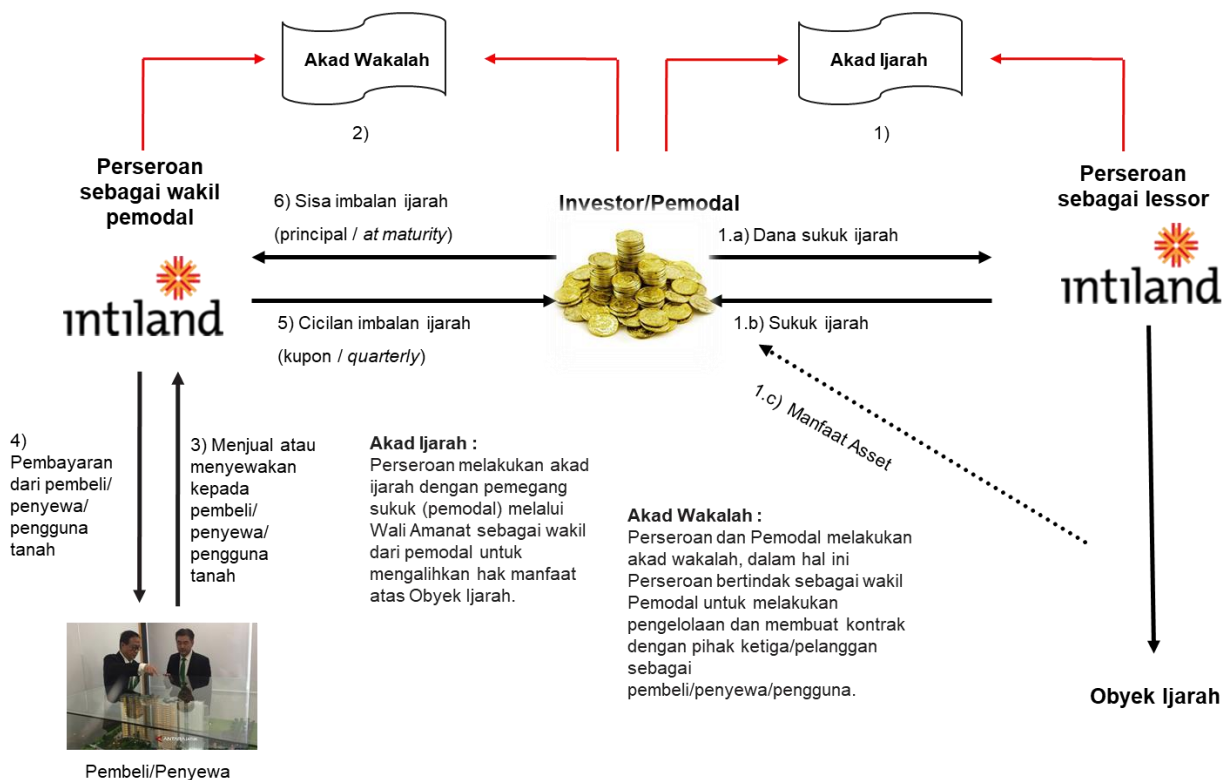 Akad Wakalah
Akad Ijarah
2)
1)
Perseroan
sebagai wakil
pemodal
Investor/Pemodal
Perseroan
sebagai lessor
6) Sisa imbalan ijarah
(principal / at maturity)
1.a) Dana sukuk ijarah
ıntıland
ıntıland
5) Cicilan imbalan ijarah
(kupon / quarterly)
1.b) Sukuk ijarah
1.c) Manfaat Asset
4)
Pembayaran
dari pembeli/
penyewa/
pengguna
tanah
3) Menjual atau
menyewakan
kepada
pembeli/
penyewa/
pengguna
tanah
Akad Ijarah :
Perseroan melakukan akad
ijarah dengan pemegang
sukuk (pemodal) melalui
Wali Amanat sebagai wakil
dari pemodal untuk
mengalihkan hak manfaat
atas Obyek Ijarah.
Akad Wakalah :
Perseroan dan Pemodal melakukan
akad wakalah, dalam hal ini
Perseroan bertindak sebagai wakil
Pemodal untuk melakukan
pengelolaan dan membuat kontrak
dengan pihak ketiga/pelanggan
sebagai
pembeli/penyewa/pengguna.
Obyek Ijarah
Pembeli/Penyewa